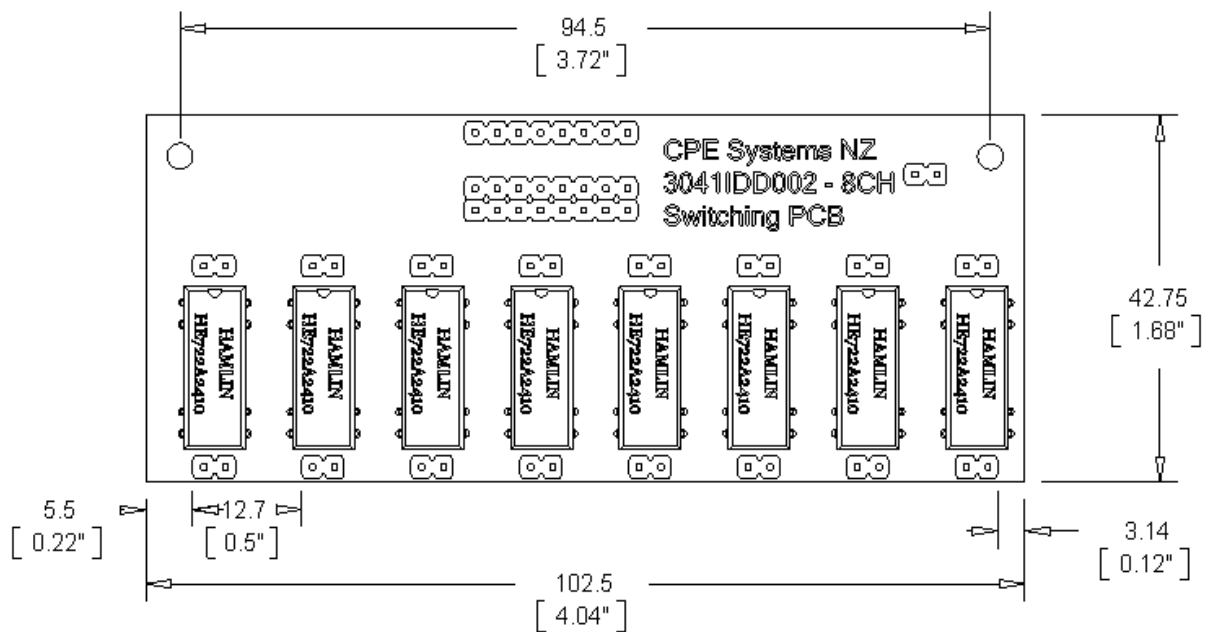 94.5
[ 3.72" ]
CPE Systems NZ
3041IDD002 - 8CH
Switching PCB
42.75
[ 1.68" ]
HAMLIN
HE722A2410
HAMLIN
HE722A2410
HAMLIN
HE722A2410
HAMLIN
HE722A2410
HAMLIN
HE722A2410
HAMLIN
HE722A2410
HAMLIN
HE722A2410
HAMLIN
HE722A2410
5.5
[ 0.22" ]
12.7
[ 0.5" ]
3.14
[ 0.12" ]
102.5
[ 4.04" ]